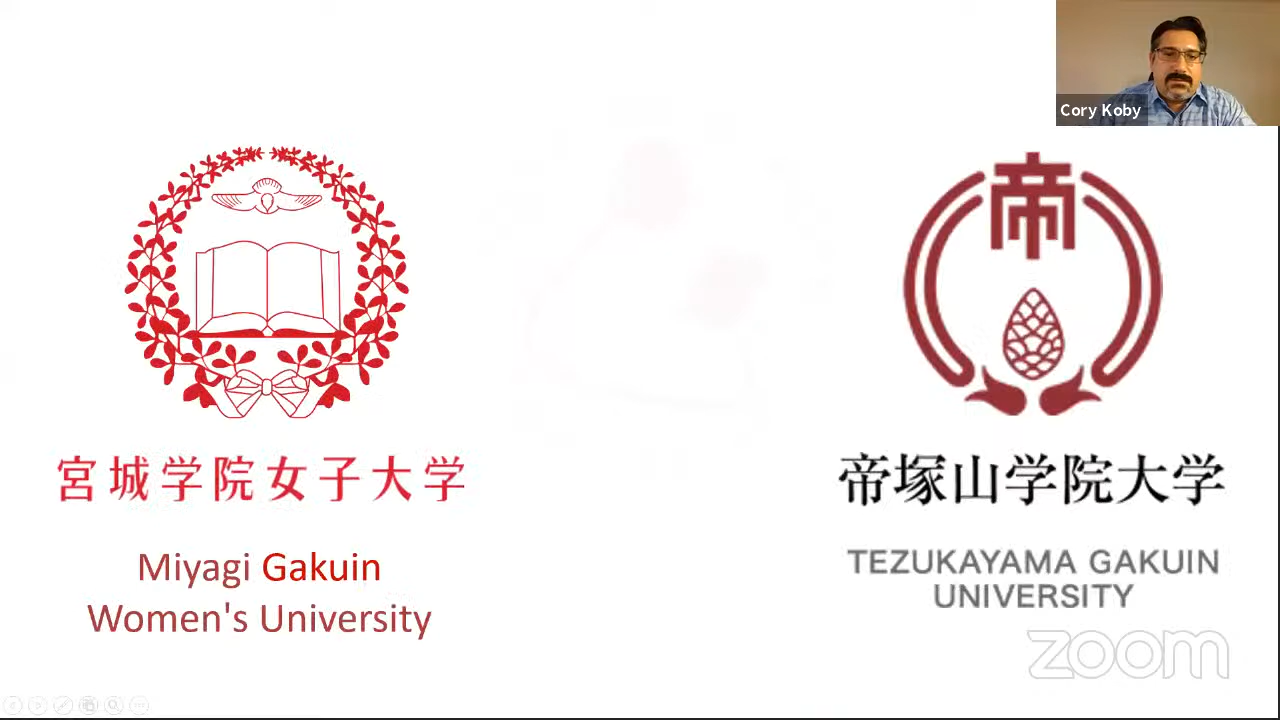 Cory Koby
帝
宮城学院女子大学
Miyagi Gakuin
Women's University
帝塚山学院大学
TEZUKAYAMA GAKUIN
UNIVERSITY
zoom